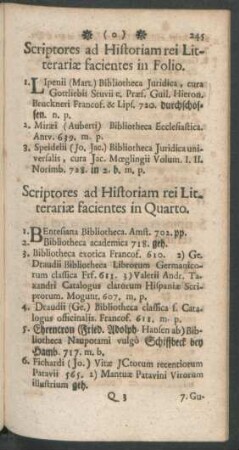 (o) 245
Scriptores ad Historiam rei Lit-
terariæ facientes in Folio.
1. LIpenii (Mart.) Bibliotheca Juridica, cura
Gottliebii Stuvii e. Præf. Guil. Hieron.
Bruckneri Francof. & Lips. 720. durchschos-
sen. n. p.
2. Miræi (Auberti) Bibliotheca Ecclesiastica.
Antv. 639. m. p.
3. Speidelii (Jo. Jac.) Bibliotheca Juridica uni-
versalis, cura Jac. Mœglingii Volum. I. II.
Norimb. 728. in 2. b. m. p.
Scriptores ad Historiam rei Lit-
terariæ facientes in Quarto.
1. BEntesiana Bibliotheca. Amst. 702. pp.
2. Bibliotheca academica 718. geh.
3. Bibliotheca exotica Francof. 610. 2) Ge.
Draudii Bibliotheca Librorum Germanico-
rum classica Frf. 611. 3) Valerii Andr. Ta-
xandri Catalogus clarorum Hispaniæ Scri-
ptorum. Mogunt, 607, m, p.
4. Draudii (Ge.) Bibliotheca classica s. Cata-
logus officinalis. Francof. 611. m. p.
5. Ehrencron (Fried. Adolph Hansen ab) Bib-
liotheca Naupotami vulgò Schiffbeck bey
Hamb. 717. m. b.
6. Fichardi (Jo.) Vitæ JCtorum recentiorum
Patavii 565. 2) Mantuæ Patavini Virorum
illustrium geh.
Q 3 7. Gu-